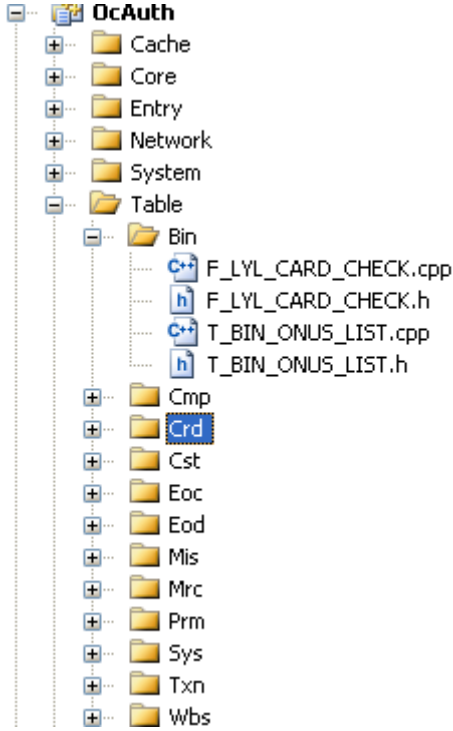 OcAuth
Cache
Core
Entry
Network
System
Table
Bin
F_LYL_CARD_CHECK.cpp
F_LYL_CARD_CHECK.h
T_BIN_ONUS_LIST.cpp
T_BIN_ONUS_LIST.h
Cmp
Crd
Cst
Eoc
Eod
Mis
Mrc
Prm
Sys
Txn
Wbs